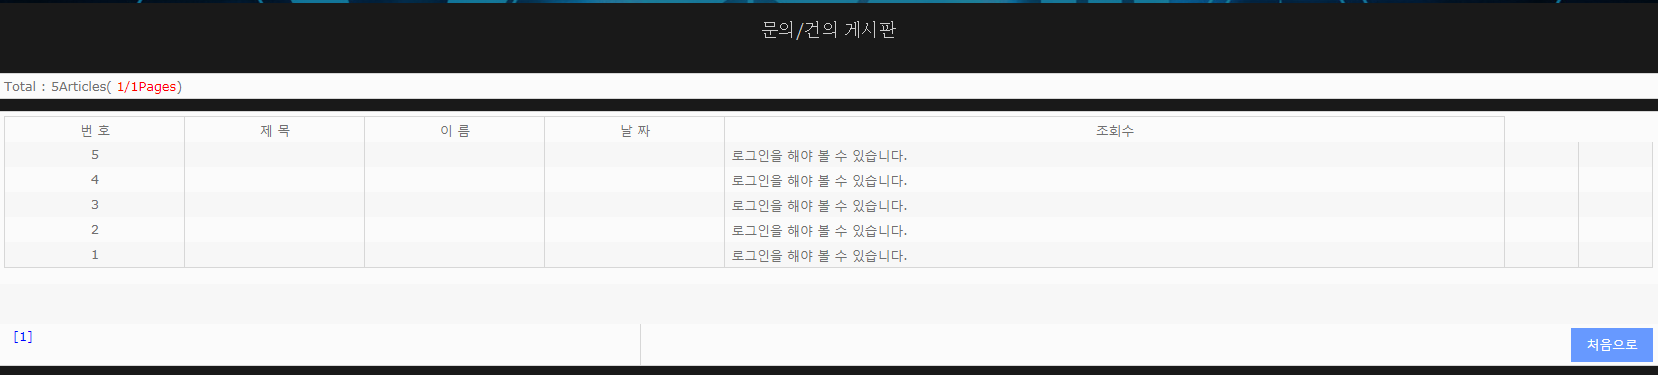 문의/건의 게시판
Total : 5Articles( 1/1Pages)
번 호 제 목 이 름 날 짜 조회수
5 로그인을 해야 볼 수 있습니다.
4 로그인을 해야 볼 수 있습니다.
3 로그인을 해야 볼 수 있습니다.
2 로그인을 해야 볼 수 있습니다.
1 로그인을 해야 볼 수 있습니다.
[1] 처음으로